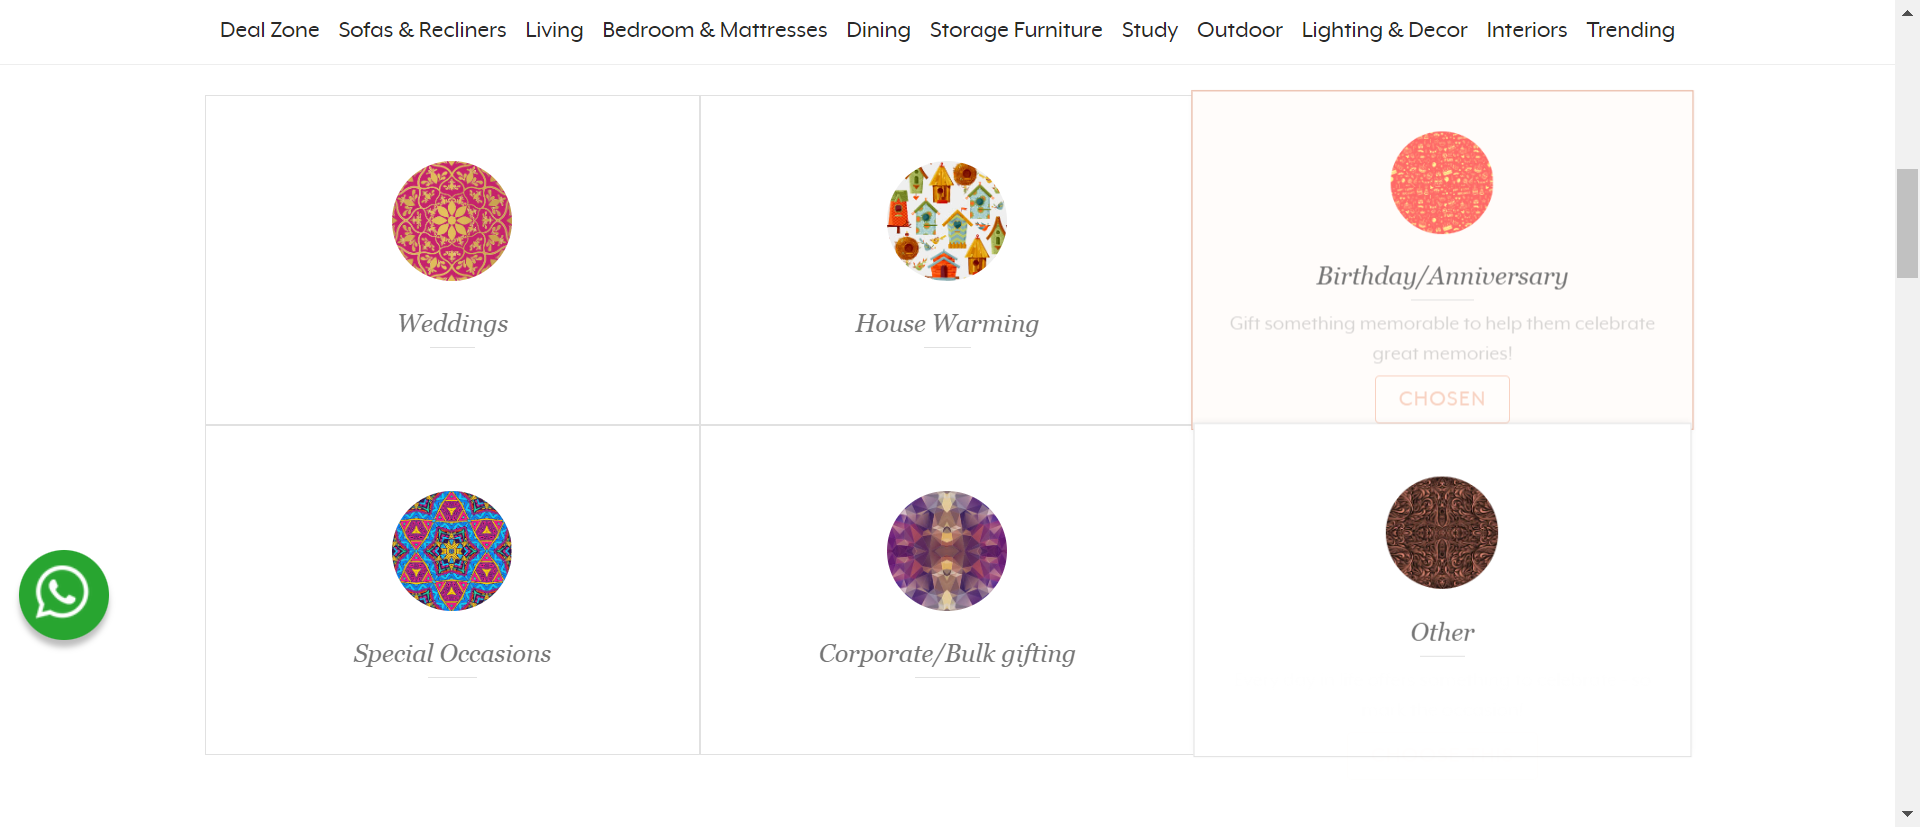 Deal Zone Sofas & Recliners Living Bedroom & Mattresses Dining Storage Furniture Study Outdoor Lighting & Decor Interiors Trending
Weddings
House Warming
Birthday/Anniversary
Gift something memorable to help them celebrate
great memories!
CHOSEN
Special Occasions
Corporate/Bulk gifting
Other